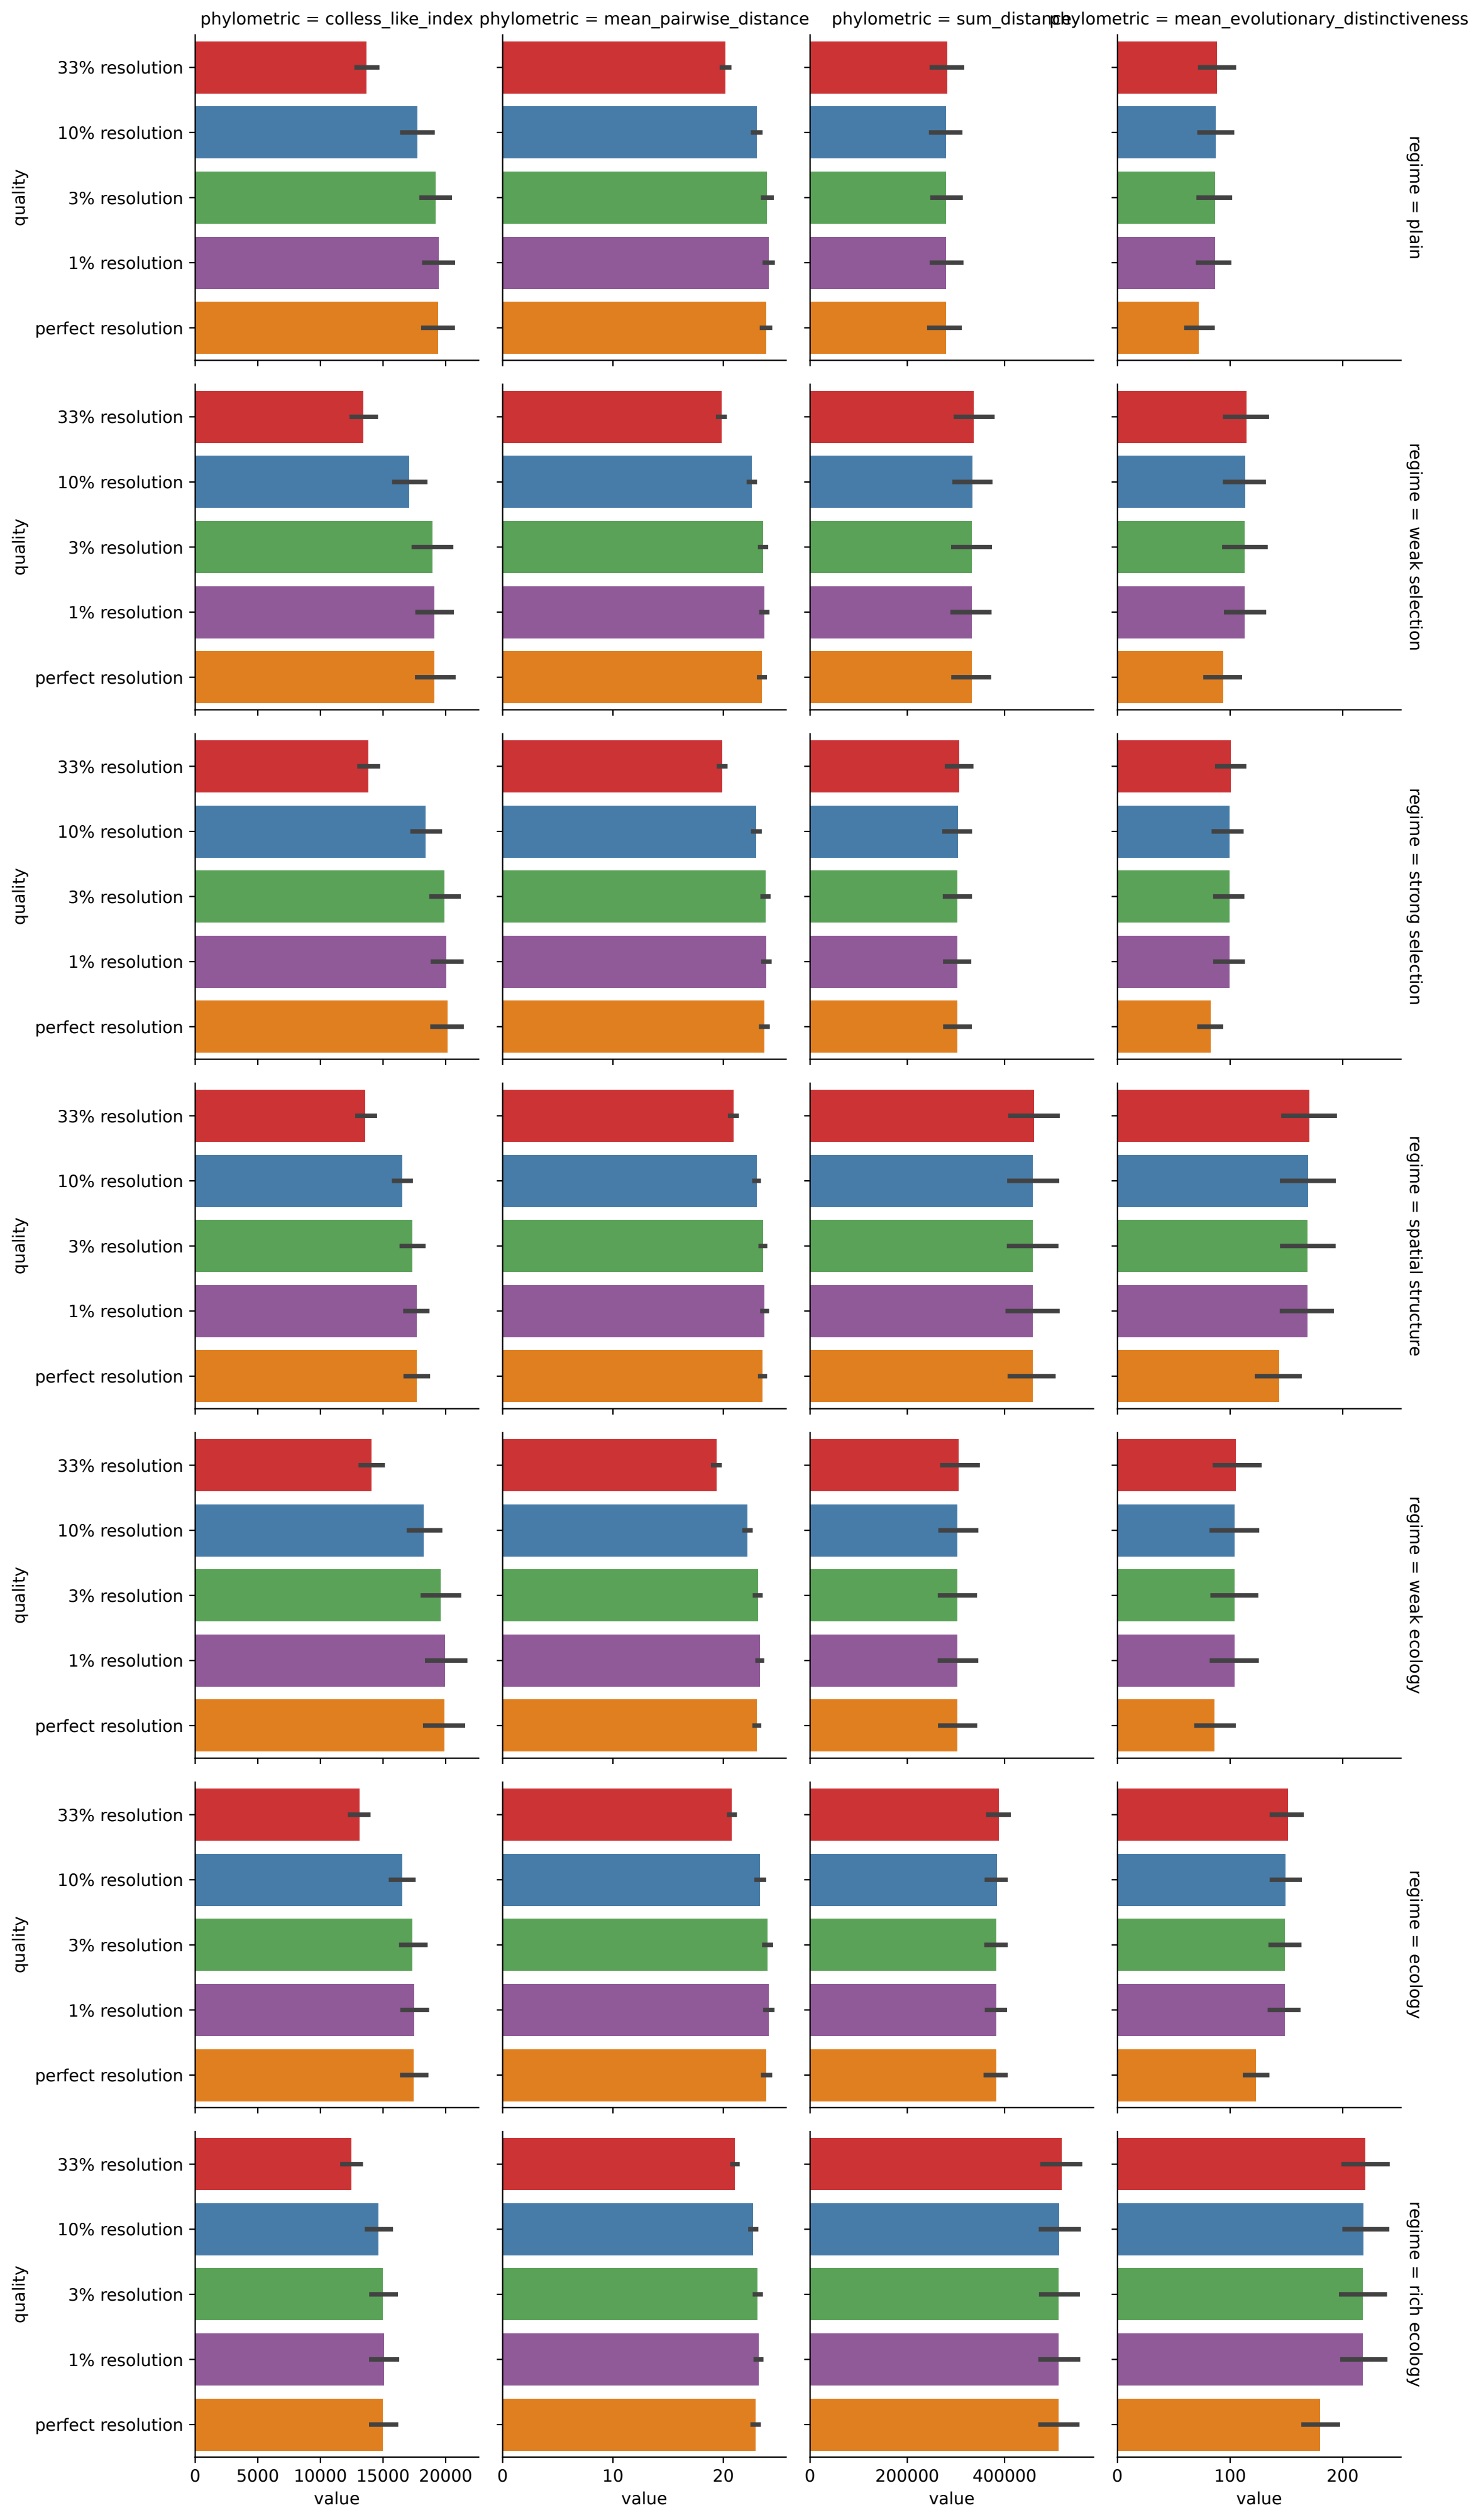 phylometric = colless_like_index
phylometric = mean_pairwise_distance
phylometric = sum_distance
phylometric = mean_evolutionary_distinctiveness
quality
33% resolution
10% resolution
3% resolution
1% resolution
perfect resolution
regime = plain
quality
33% resolution
10% resolution
3% resolution
1% resolution
perfect resolution
regime = weak selection
quality
33% resolution
10% resolution
3% resolution
1% resolution
perfect resolution
regime = strong selection
quality
33% resolution
10% resolution
3% resolution
1% resolution
perfect resolution
regime = spatial structure
quality
33% resolution
10% resolution
3% resolution
1% resolution
perfect resolution
regime = weak ecology
quality
33% resolution
10% resolution
3% resolution
1% resolution
perfect resolution
regime = ecology
quality
33% resolution
10% resolution
3% resolution
1% resolution
perfect resolution
regime = rich ecology
0 5000 10000 15000 20000
value
0 10 20
value
0 200000 400000
value
0 100 200
value